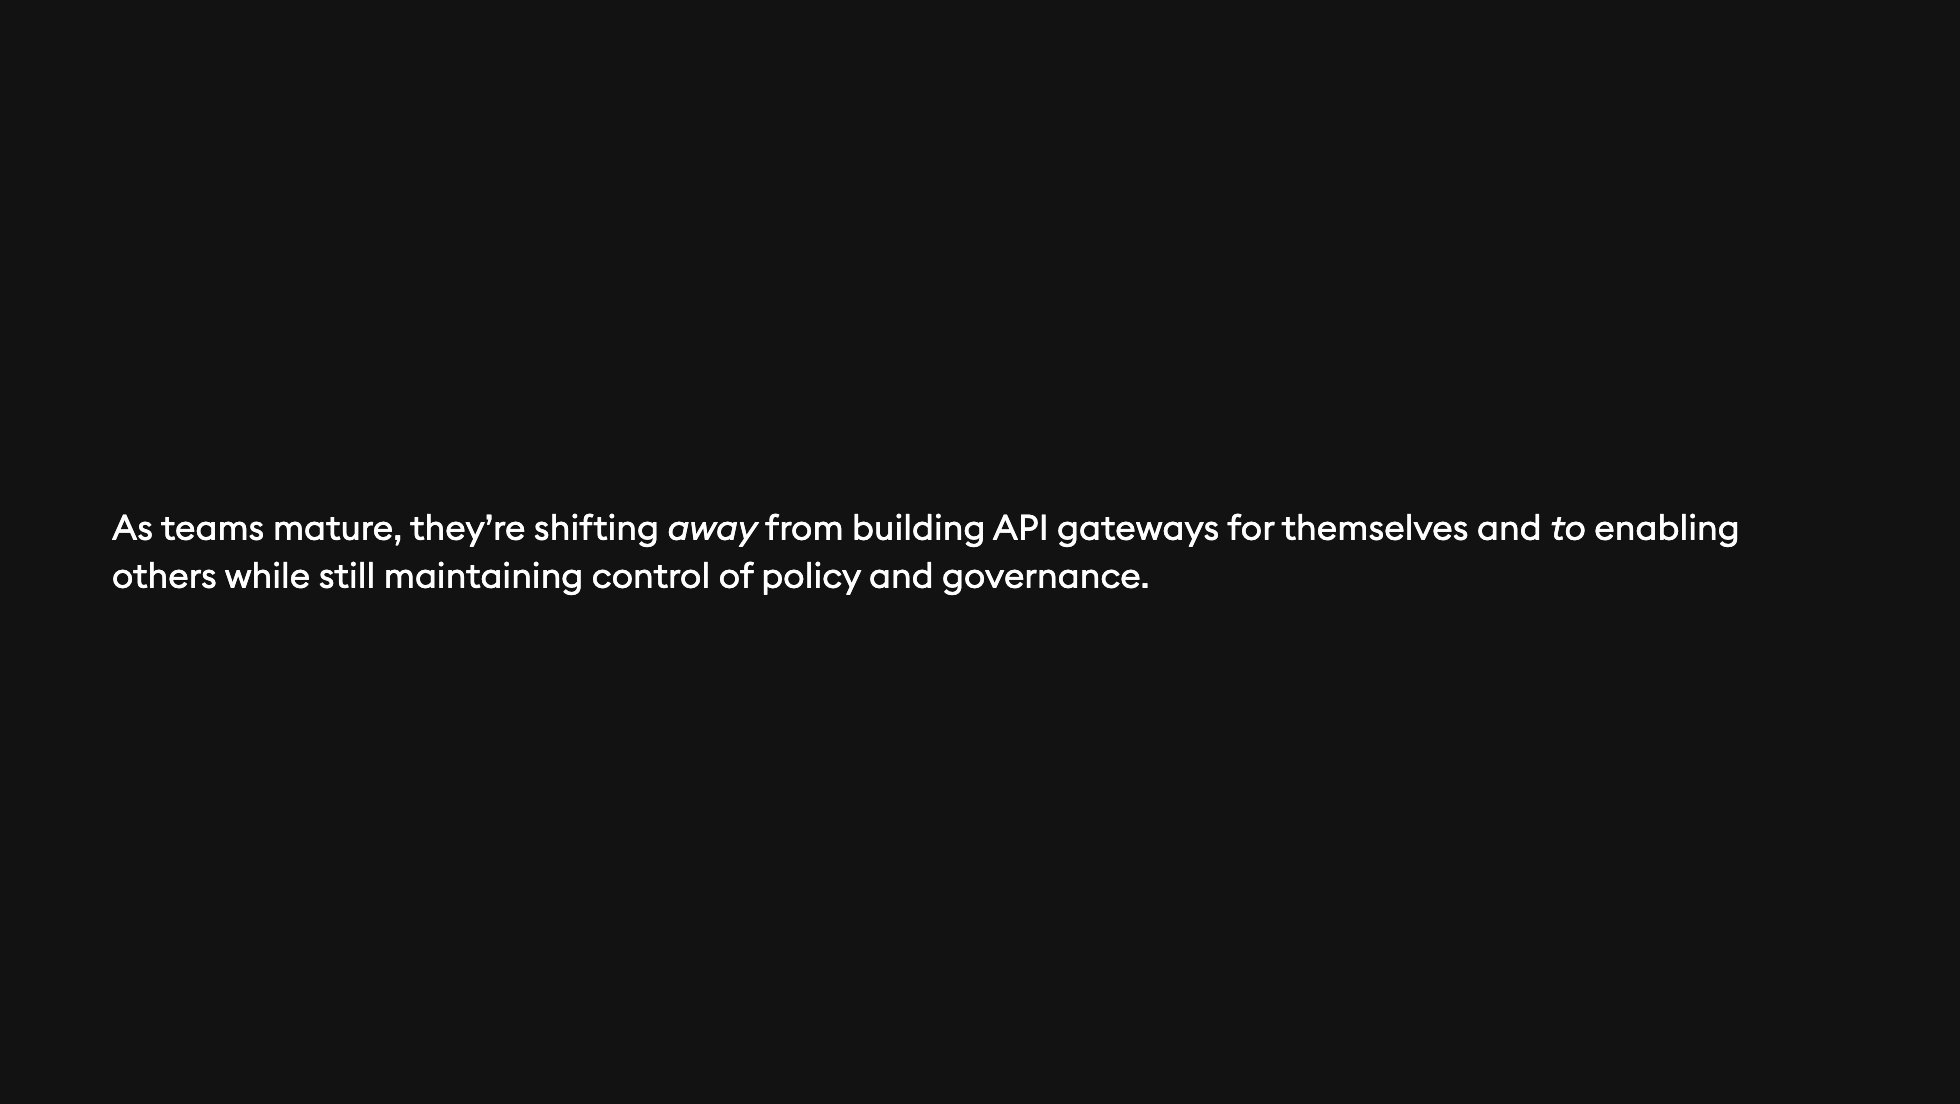 As teams mature, they’re shifting away from building API gateways for themselves and to enabling
others while still maintaining control of policy and governance.